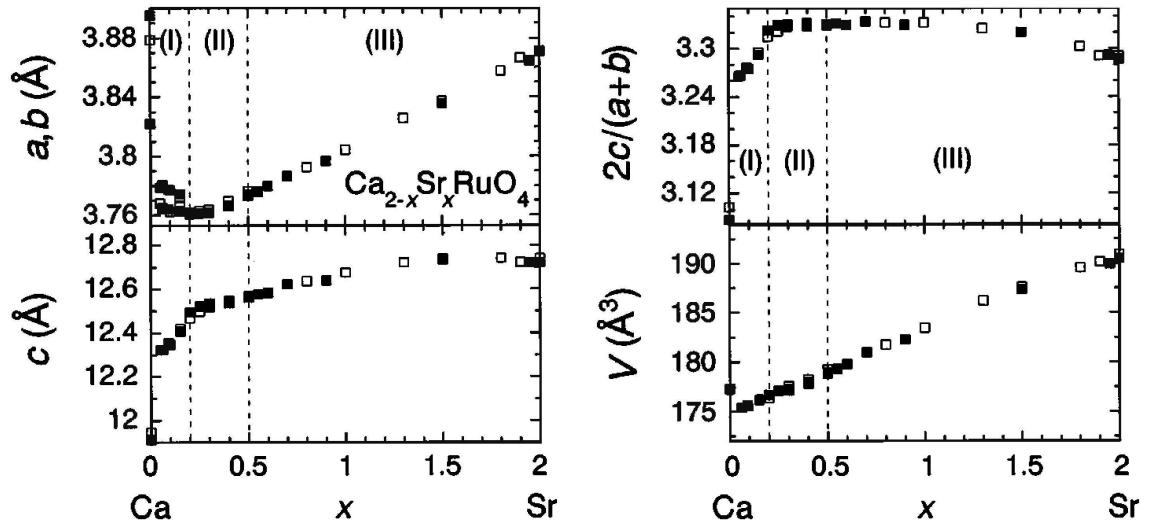 a,b (Å)
3.88
3.84
3.8
3.76
(I)
(II)
(III)
Ca₂₋ₓSrₓRuO₄
c (Å)
12.8
12.6
12.4
12.2
12
0 0.5 1 1.5 2
Ca x Sr
2c/(a+b)
3.3
3.24
3.18
3.12
(I)
(II)
(III)
V (Å³)
190
185
180
175
0 0.5 1 1.5 2
Ca x Sr